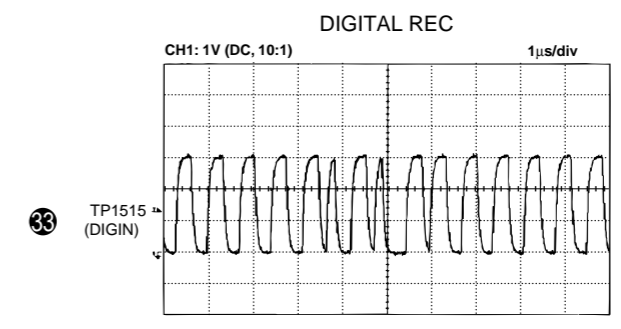 DIGITAL REC
CH1: 1V (DC, 10:1) 1μs/div
33 TP1515
(DIGIN)